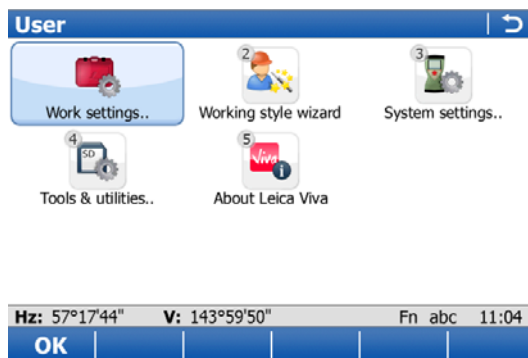 User
2 3
Work settings.. Working style wizard System settings..
4 SD 5 Viva
Tools & utilities.. About Leica Viva
Hz: 57°17'44" V: 143°59'50" Fn abc 11:04
OK